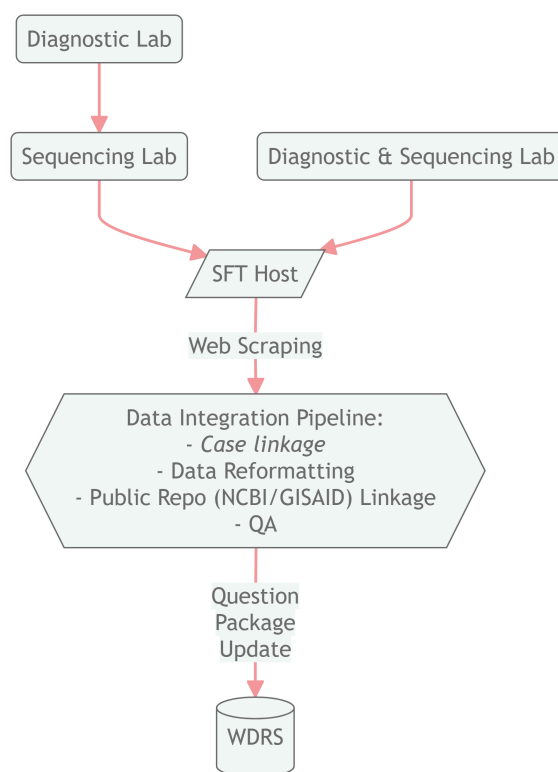 Diagnostic Lab
Sequencing Lab
Diagnostic & Sequencing Lab
SFT Host
Web Scraping
Data Integration Pipeline:
- Case linkage
- Data Reformatting
- Public Repo (NCBI/GISAID) Linkage
- QA
Question
Package
Update
WDRS